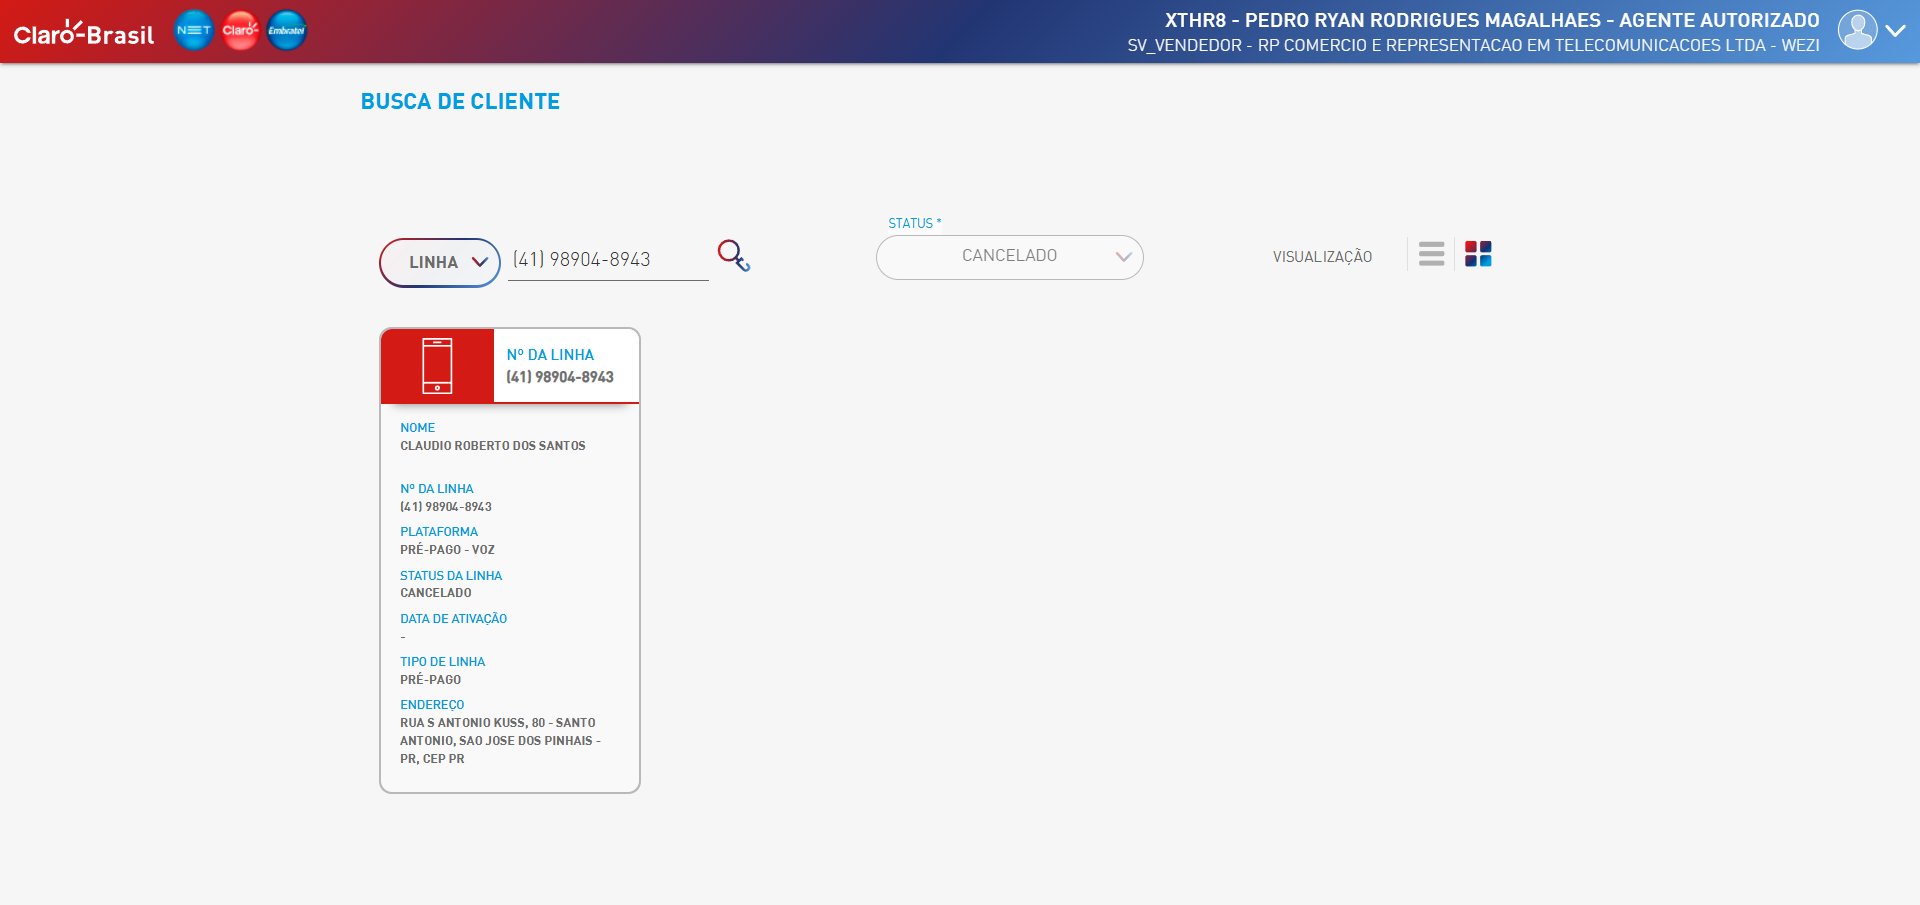 Claro-Brasil
NET
Claro
Embratel
XTHR8 - PEDRO RYAN RODRIGUES MAGALHAES - AGENTE AUTORIZADO
SV_VENDEDOR - RP COMERCIO E REPRESENTACAO EM TELECOMUNICACOES LTDA - WEZI
BUSCA DE CLIENTE
LINHA
(41) 98904-8943
STATUS *
CANCELADO
VISUALIZAÇÃO
Nº DA LINHA
(41) 98904-8943
NOME
CLAUDIO ROBERTO DOS SANTOS
Nº DA LINHA
(41) 98904-8943
PLATAFORMA
PRÉ-PAGO - VOZ
STATUS DA LINHA
CANCELADO
DATA DE ATIVAÇÃO
-
TIPO DE LINHA
PRÉ-PAGO
ENDEREÇO
RUA S ANTONIO KUSS, 80 - SANTO
ANTONIO, SAO JOSE DOS PINHAIS -
PR, CEP PR